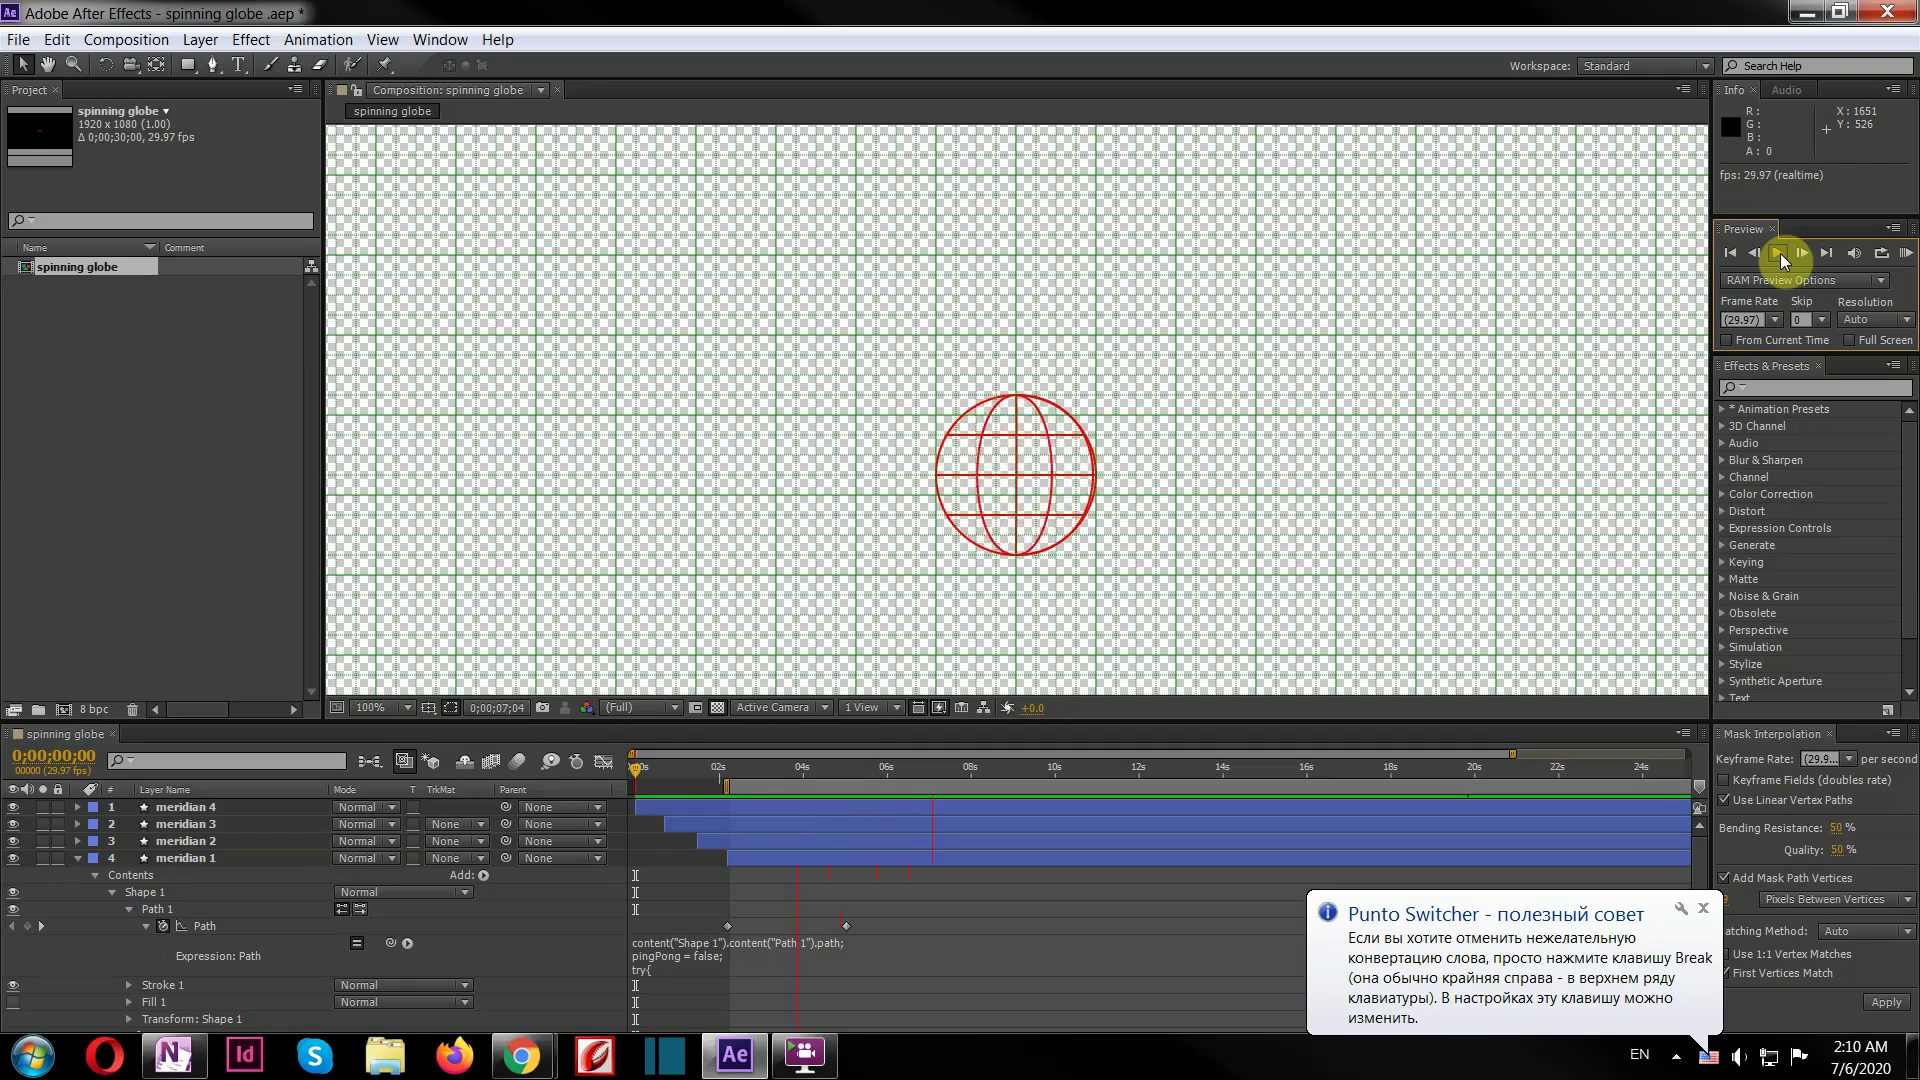 Adobe After Effects - spinning globe .aep *
File Edit Composition Layer Effect Animation View Window Help
Workspace: Standard Search Help
Project
spinning globe
1920 x 1080 (1.00)
Δ 0;00;30;00, 29.97 fps
Name Comment
spinning globe
8 bpc
Composition: spinning globe
spinning globe
100% 0;00;07;04 (Full) Active Camera 1 View +0.0
Info Audio
R :
G :
B :
A : 0
X : 1651
Y : 526
fps: 29.97 (realtime)
Preview
RAM Preview Options
Frame Rate Skip Resolution
(29.97) 0 Auto
From Current Time Full Screen
Effects & Presets
* Animation Presets
3D Channel
Audio
Blur & Sharpen
Channel
Color Correction
Distort
Expression Controls
Generate
Keying
Matte
Noise & Grain
Obsolete
Perspective
Simulation
Stylize
Synthetic Aperture
Text
spinning globe
0;00;00;00
00000 (29.97 fps)
# Layer Name Mode T TrkMat Parent
02s 04s 06s 08s 10s 12s 14s 16s 18s 20s 22s 24s
1 meridian 4 Normal None
2 meridian 3 Normal None None
3 meridian 2 Normal None None
4 meridian 1 Normal None None
Contents Add:
Shape 1 Normal
Path 1
Path
Expression: Path
content("Shape 1").content("Path 1").path;
pingPong = false;
try{
Stroke 1 Normal
Fill 1 Normal
Transform: Shape 1
Mask Interpolation
Keyframe Rate: (29.9... per second
Keyframe Fields (doubles rate)
Use Linear Vertex Paths
Bending Resistance: 50 %
Quality: 50 %
Add Mask Path Vertices
Pixels Between Vertices
atching Method: Auto
Use 1:1 Vertex Matches
First Vertices Match
Apply
Punto Switcher - полезный совет
Если вы хотите отменить нежелательную
конвертацию слова, просто нажмите клавишу Break
(она обычно крайняя справа - в верхнем ряду
клавиатуры). В настройках эту клавишу можно
изменить.
N Id S Ae
EN
2:10 AM
7/6/2020